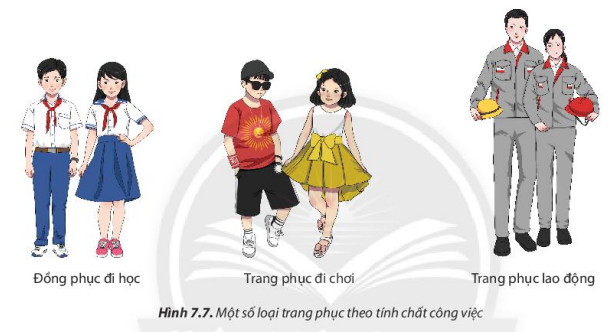 Đồng phục đi học
Trang phục đi chơi
Trang phục lao động
Hình 7.7. Một số loại trang phục theo tính chất công việc